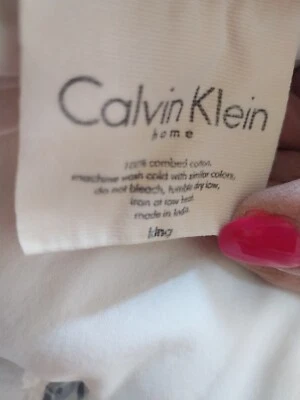 Calvin Klein
home
100% combed cotton.
machine wash cold with similar colors,
do not bleach, tumble dry low,
iron at low heat.
made in India
king